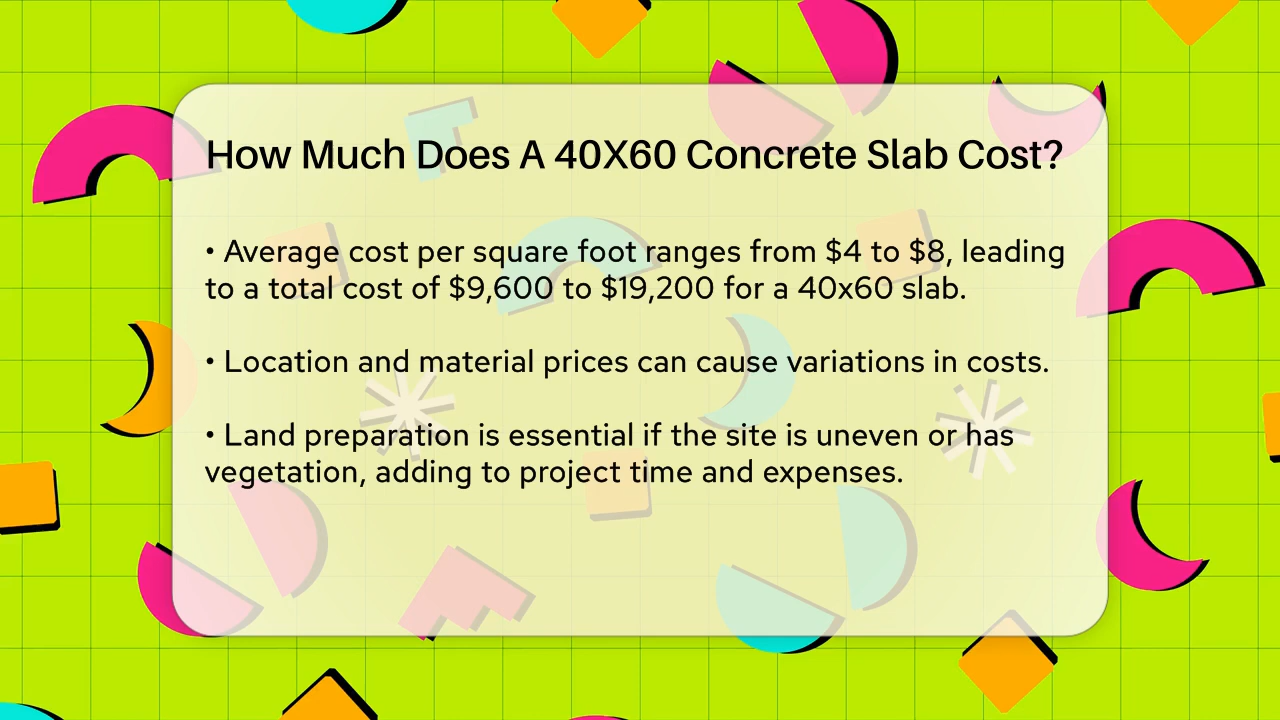 How Much Does A 40X60 Concrete Slab Cost?
• Average cost per square foot ranges from $4 to $8, leading
to a total cost of $9,600 to $19,200 for a 40x60 slab.
• Location and material prices can cause variations in costs.
• Land preparation is essential if the site is uneven or has
vegetation, adding to project time and expenses.